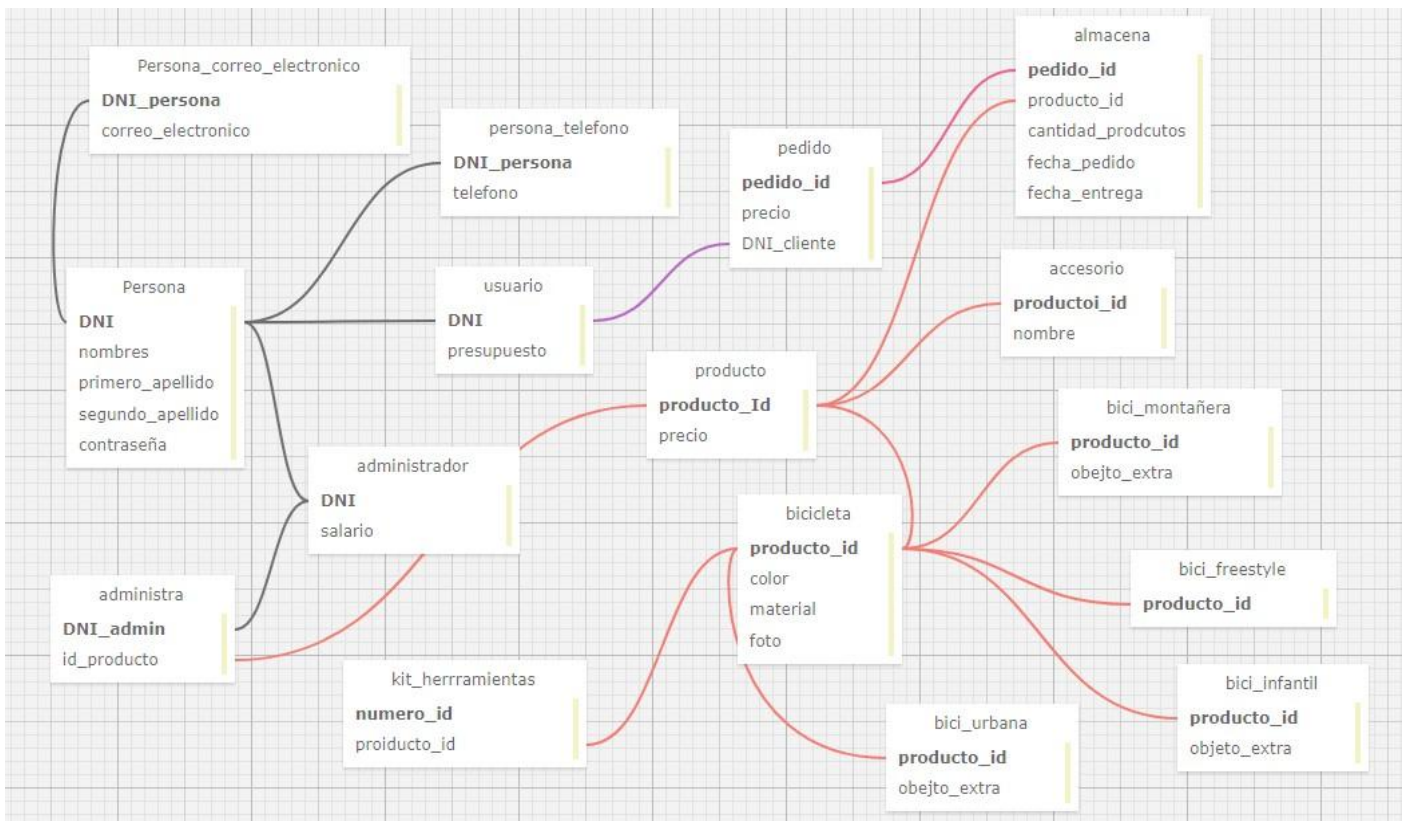 Persona_correo_electronico
DNI_persona
correo_electronico
persona_telefono
DNI_persona
telefono
pedido
pedido_id
precio
DNI_cliente
almacena
pedido_id
producto_id
cantidad_prodcutos
fecha_pedido
fecha_entrega
Persona
DNI
nombres
primero_apellido
segundo_apellido
contraseña
usuario
DNI
presupuesto
accesorio
productoi_id
nombre
producto
producto_Id
precio
bici_montañera
producto_id
obejto_extra
administrador
DNI
salario
bicicleta
producto_id
color
material
foto
bici_freestyle
producto_id
administra
DNI_admin
id_producto
kit_herrramientas
numero_id
proiducto_id
bici_urbana
producto_id
obejto_extra
bici_infantil
producto_id
objeto_extra